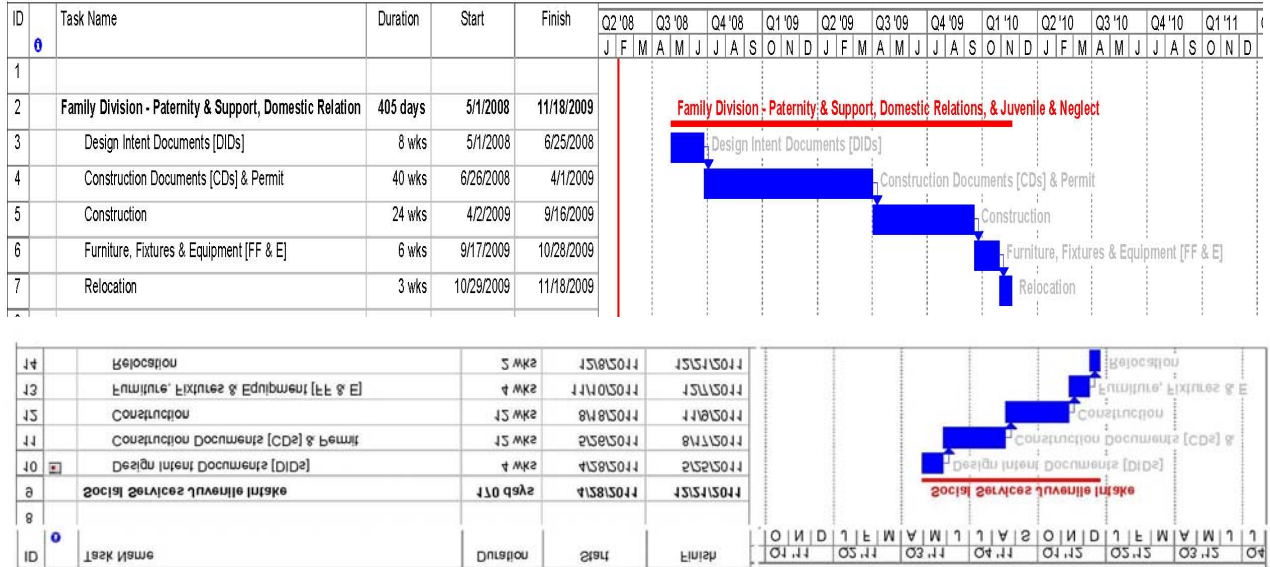 ID Task Name Duration Start Finish Q2 '08 Q3 '08 Q4 '08 Q1 '09 Q2 '09 Q3 '09 Q4 '09 Q1 '10 Q2 '10 Q3 '10 Q4 '10 Q1 '11
J F M A M J J A S O N D J F M A M J J A S O N D J F M A M J J A S O N D
1
2 Family Division - Paternity & Support, Domestic Relation 405 days 5/1/2008 11/18/2009 Family Division - Paternity & Support, Domestic Relations, & Juvenile & Neglect
3 Design Intent Documents [DIDs] 8 wks 5/1/2008 6/25/2008 Design Intent Documents [DIDs]
4 Construction Documents [CDs] & Permit 40 wks 6/26/2008 4/1/2009 Construction Documents [CDs] & Permit
5 Construction 24 wks 4/2/2009 9/16/2009 Construction
6 Furniture, Fixtures & Equipment [FF & E] 6 wks 9/17/2009 10/28/2009 Furniture, Fixtures & Equipment [FF & E]
7 Relocation 3 wks 10/29/2009 11/18/2009 Relocation
14 Relocation 2 wks 12/8/2011 12/21/2011 Relocation
13 Furniture, Fixtures & Equipment [FF & E] 4 wks 11/10/2011 12/7/2011 Furniture, Fixtures & E
12 Construction 12 wks 8/18/2011 11/9/2011 Construction
11 Construction Documents [CDs] & Permit 12 wks 5/26/2011 8/17/2011 Construction Documents [CDs] &
10 Design Intent Documents [DIDs] 4 wks 4/28/2011 5/25/2011 Design Intent Documents [DIDs]
9 Social Services Juvenile Intake 170 days 4/28/2011 12/21/2011 Social Services Juvenile Intake
8
O N D J F M A M J J A S O N D J F M A M J J
ID Task Name Duration Start Finish Q1 '11 Q2 '11 Q3 '11 Q4 '11 Q1 '12 Q2 '12 Q3 '12 Q4